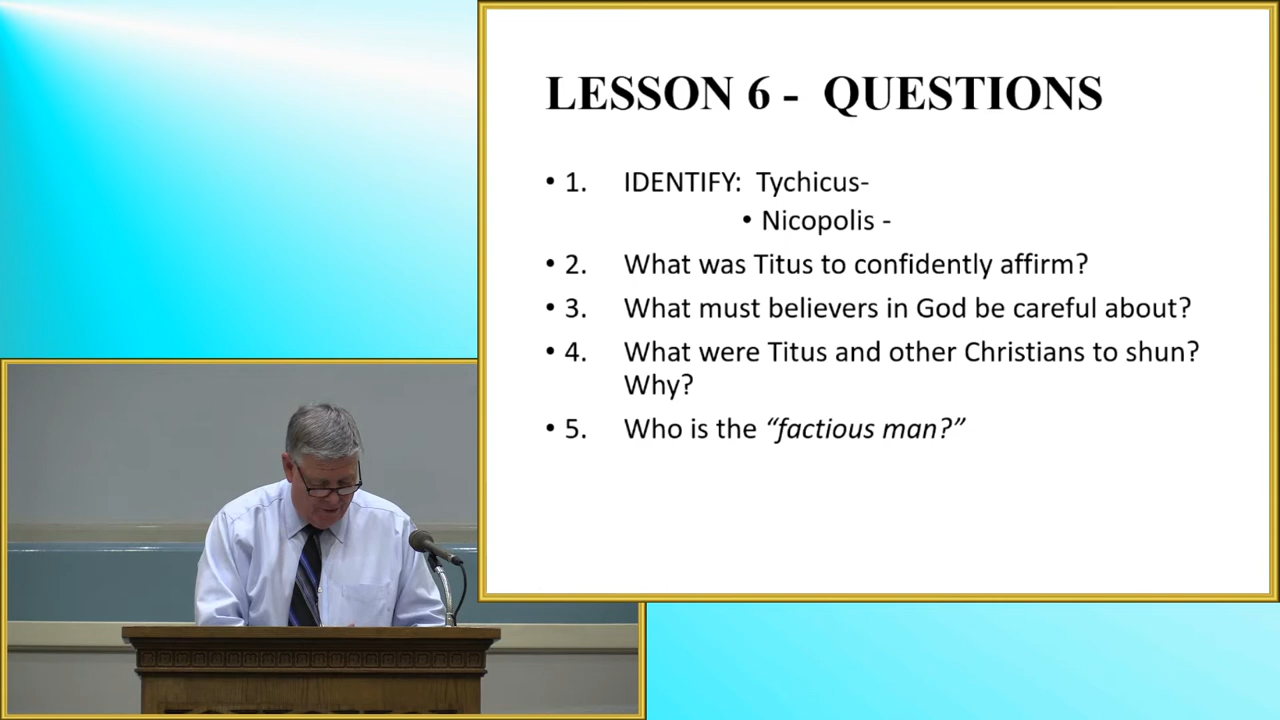 LESSON 6 - QUESTIONS
• 1. IDENTIFY: Tychicus-
• Nicopolis -
• 2. What was Titus to confidently affirm?
• 3. What must believers in God be careful about?
• 4. What were Titus and other Christians to shun?
Why?
• 5. Who is the “factious man?”